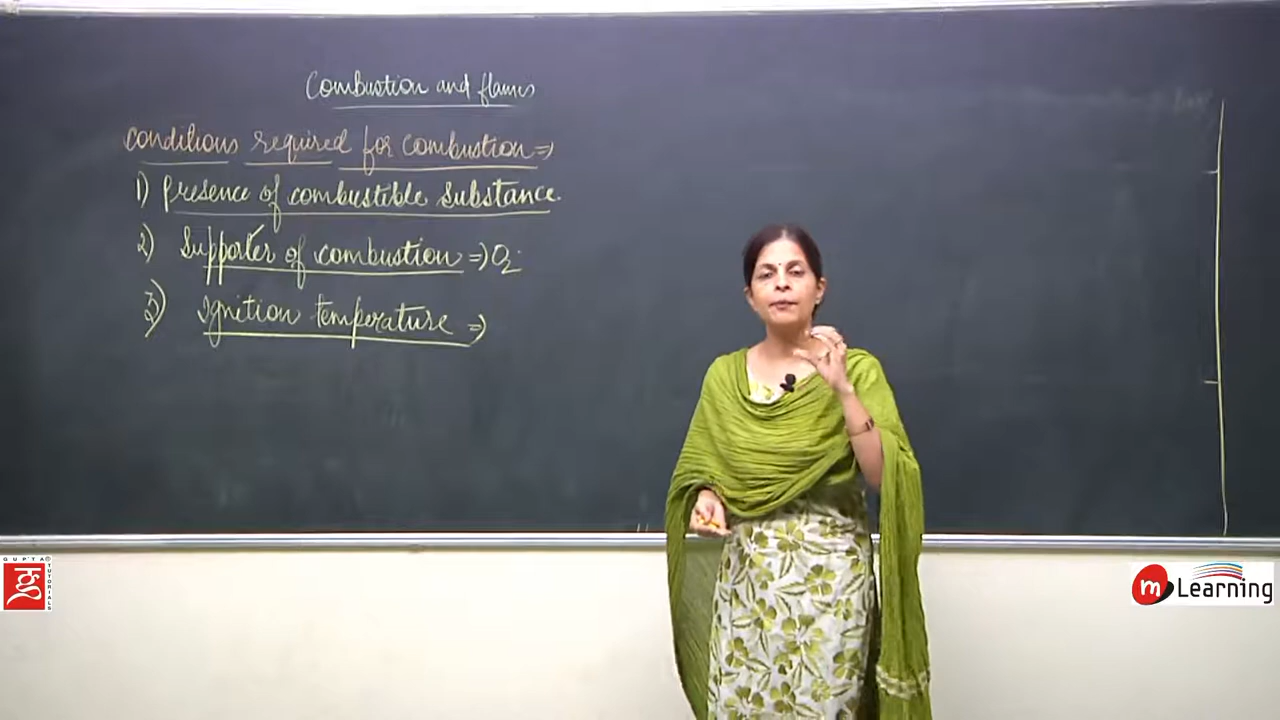 Combustion and flames
Conditions required for combustion ⇒
1) Presence of combustible substance.
2) Supporter of combustion ⇒ O₂
3) Ignition temperature ⇒
GUPTA
TUTORIALS
m Learning